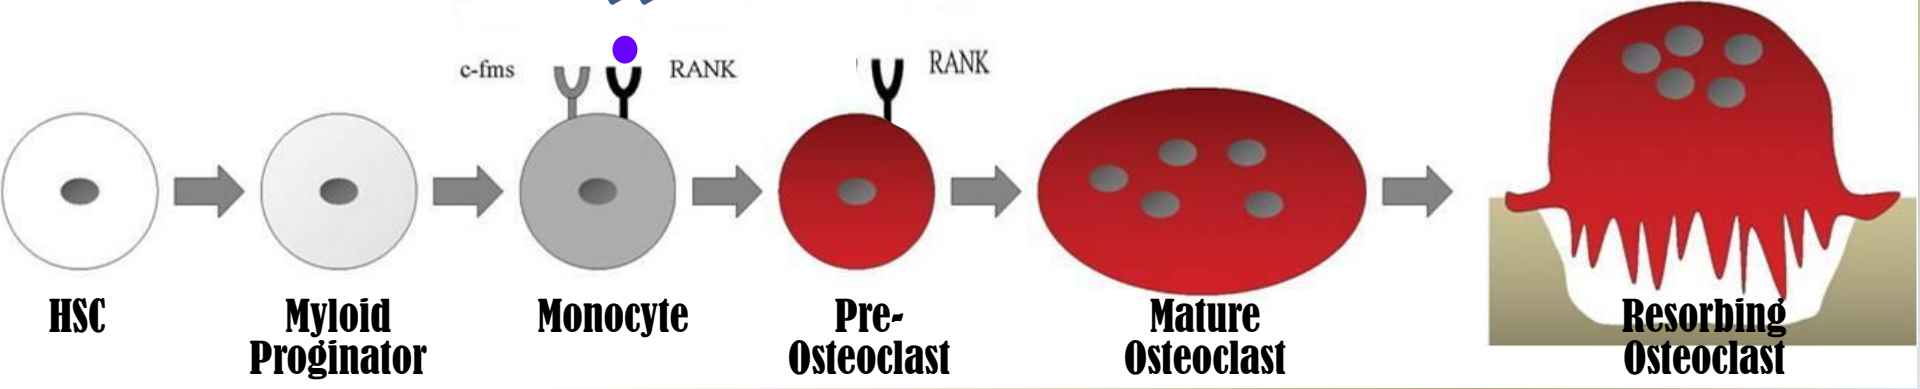 c-fms
RANK
RANK
HSC
Myloid
Proginator
Monocyte
Pre-
Osteoclast
Mature
Osteoclast
Resorbing
Osteoclast